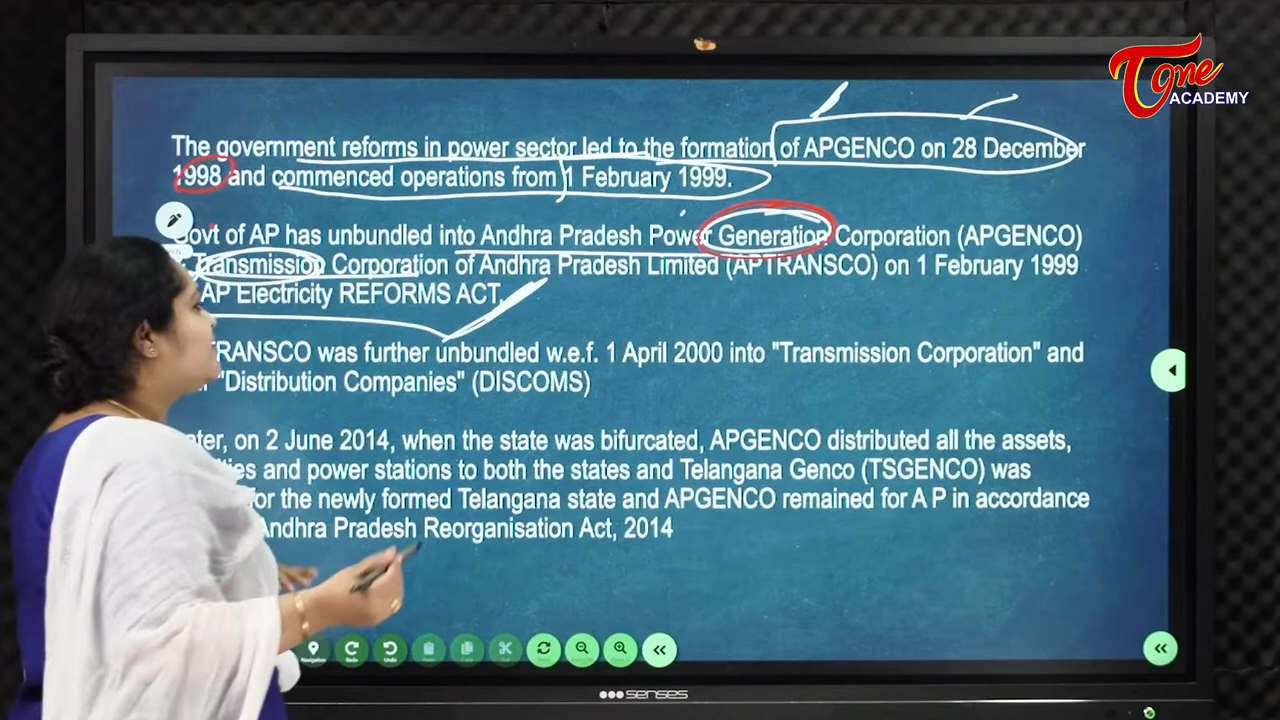 Tone
ACADEMY
The government reforms in power sector led to the formation of APGENCO on 28 December
1998 and commenced operations from 1 February 1999.
Govt of AP has unbundled into Andhra Pradesh Power Generation Corporation (APGENCO)
Transmission Corporation of Andhra Pradesh Limited (APTRANSCO) on 1 February 1999
AP Electricity REFORMS ACT.
TRANSCO was further unbundled w.e.f. 1 April 2000 into "Transmission Corporation" and
"Distribution Companies" (DISCOMS)
on 2 June 2014, when the state was bifurcated, APGENCO distributed all the assets,
and power stations to both the states and Telangana Genco (TSGENCO) was
for the newly formed Telangana state and APGENCO remained for A P in accordance
Andhra Pradesh Reorganisation Act, 2014
Navigation Redo Undo
senses